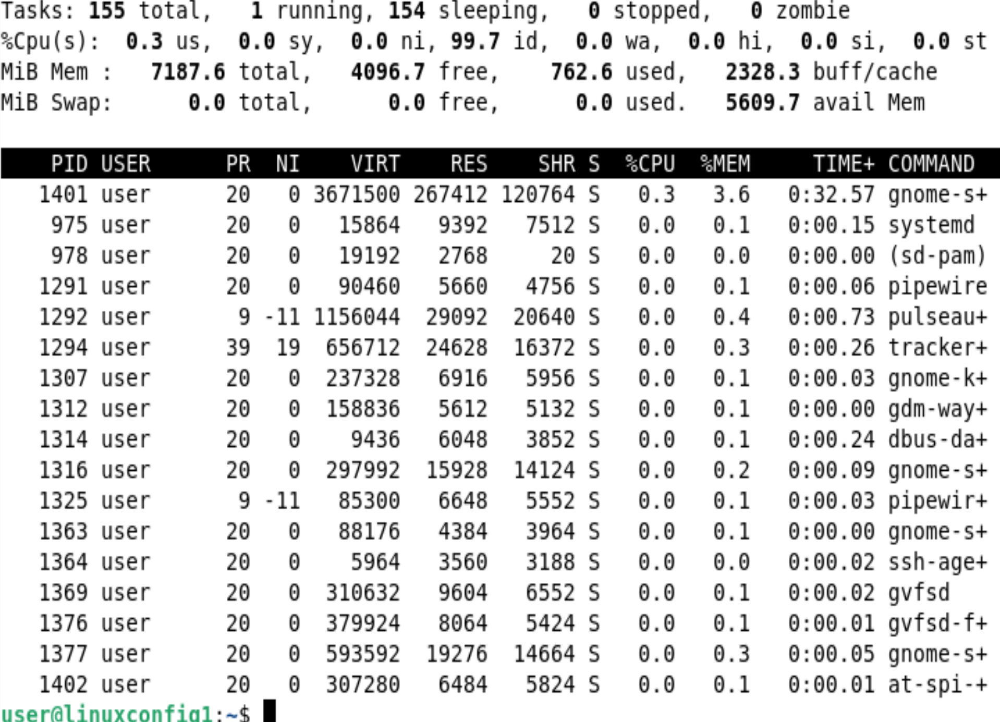 Tasks: 155 total,   1 running, 154 sleeping,   0 stopped,   0 zombie
%Cpu(s):  0.3 us,  0.0 sy,  0.0 ni, 99.7 id,  0.0 wa,  0.0 hi,  0.0 si,  0.0 st
MiB Mem :   7187.6 total,   4096.7 free,    762.6 used,   2328.3 buff/cache
MiB Swap:      0.0 total,      0.0 free,      0.0 used.   5609.7 avail Mem
PID USER      PR  NI    VIRT    RES    SHR S  %CPU  %MEM     TIME+ COMMAND
1401 user      20   0 3671500 267412 120764 S   0.3   3.6   0:32.57 gnome-s+
975 user      20   0   15864   9392   7512 S   0.0   0.1   0:00.15 systemd
978 user      20   0   19192   2768     20 S   0.0   0.0   0:00.00 (sd-pam)
1291 user      20   0   90460   5660   4756 S   0.0   0.1   0:00.06 pipewire
1292 user       9 -11 1156044  29092  20640 S   0.0   0.4   0:00.73 pulseau+
1294 user      39  19  656712  24628  16372 S   0.0   0.3   0:00.26 tracker+
1307 user      20   0  237328   6916   5956 S   0.0   0.1   0:00.03 gnome-k+
1312 user      20   0  158836   5612   5132 S   0.0   0.1   0:00.00 gdm-way+
1314 user      20   0    9436   6048   3852 S   0.0   0.1   0:00.24 dbus-da+
1316 user      20   0  297992  15928  14124 S   0.0   0.2   0:00.09 gnome-s+
1325 user       9 -11   85300   6648   5552 S   0.0   0.1   0:00.03 pipewir+
1363 user      20   0   88176   4384   3964 S   0.0   0.1   0:00.00 gnome-s+
1364 user      20   0    5964   3560   3188 S   0.0   0.0   0:00.02 ssh-age+
1369 user      20   0  310632   9604   6552 S   0.0   0.1   0:00.02 gvfsd
1376 user      20   0  379924   8064   5424 S   0.0   0.1   0:00.01 gvfsd-f+
1377 user      20   0  593592  19276  14664 S   0.0   0.3   0:00.05 gnome-s+
1402 user      20   0  307280   6484   5824 S   0.0   0.1   0:00.01 at-spi-+
user@linuxconfig1:~$